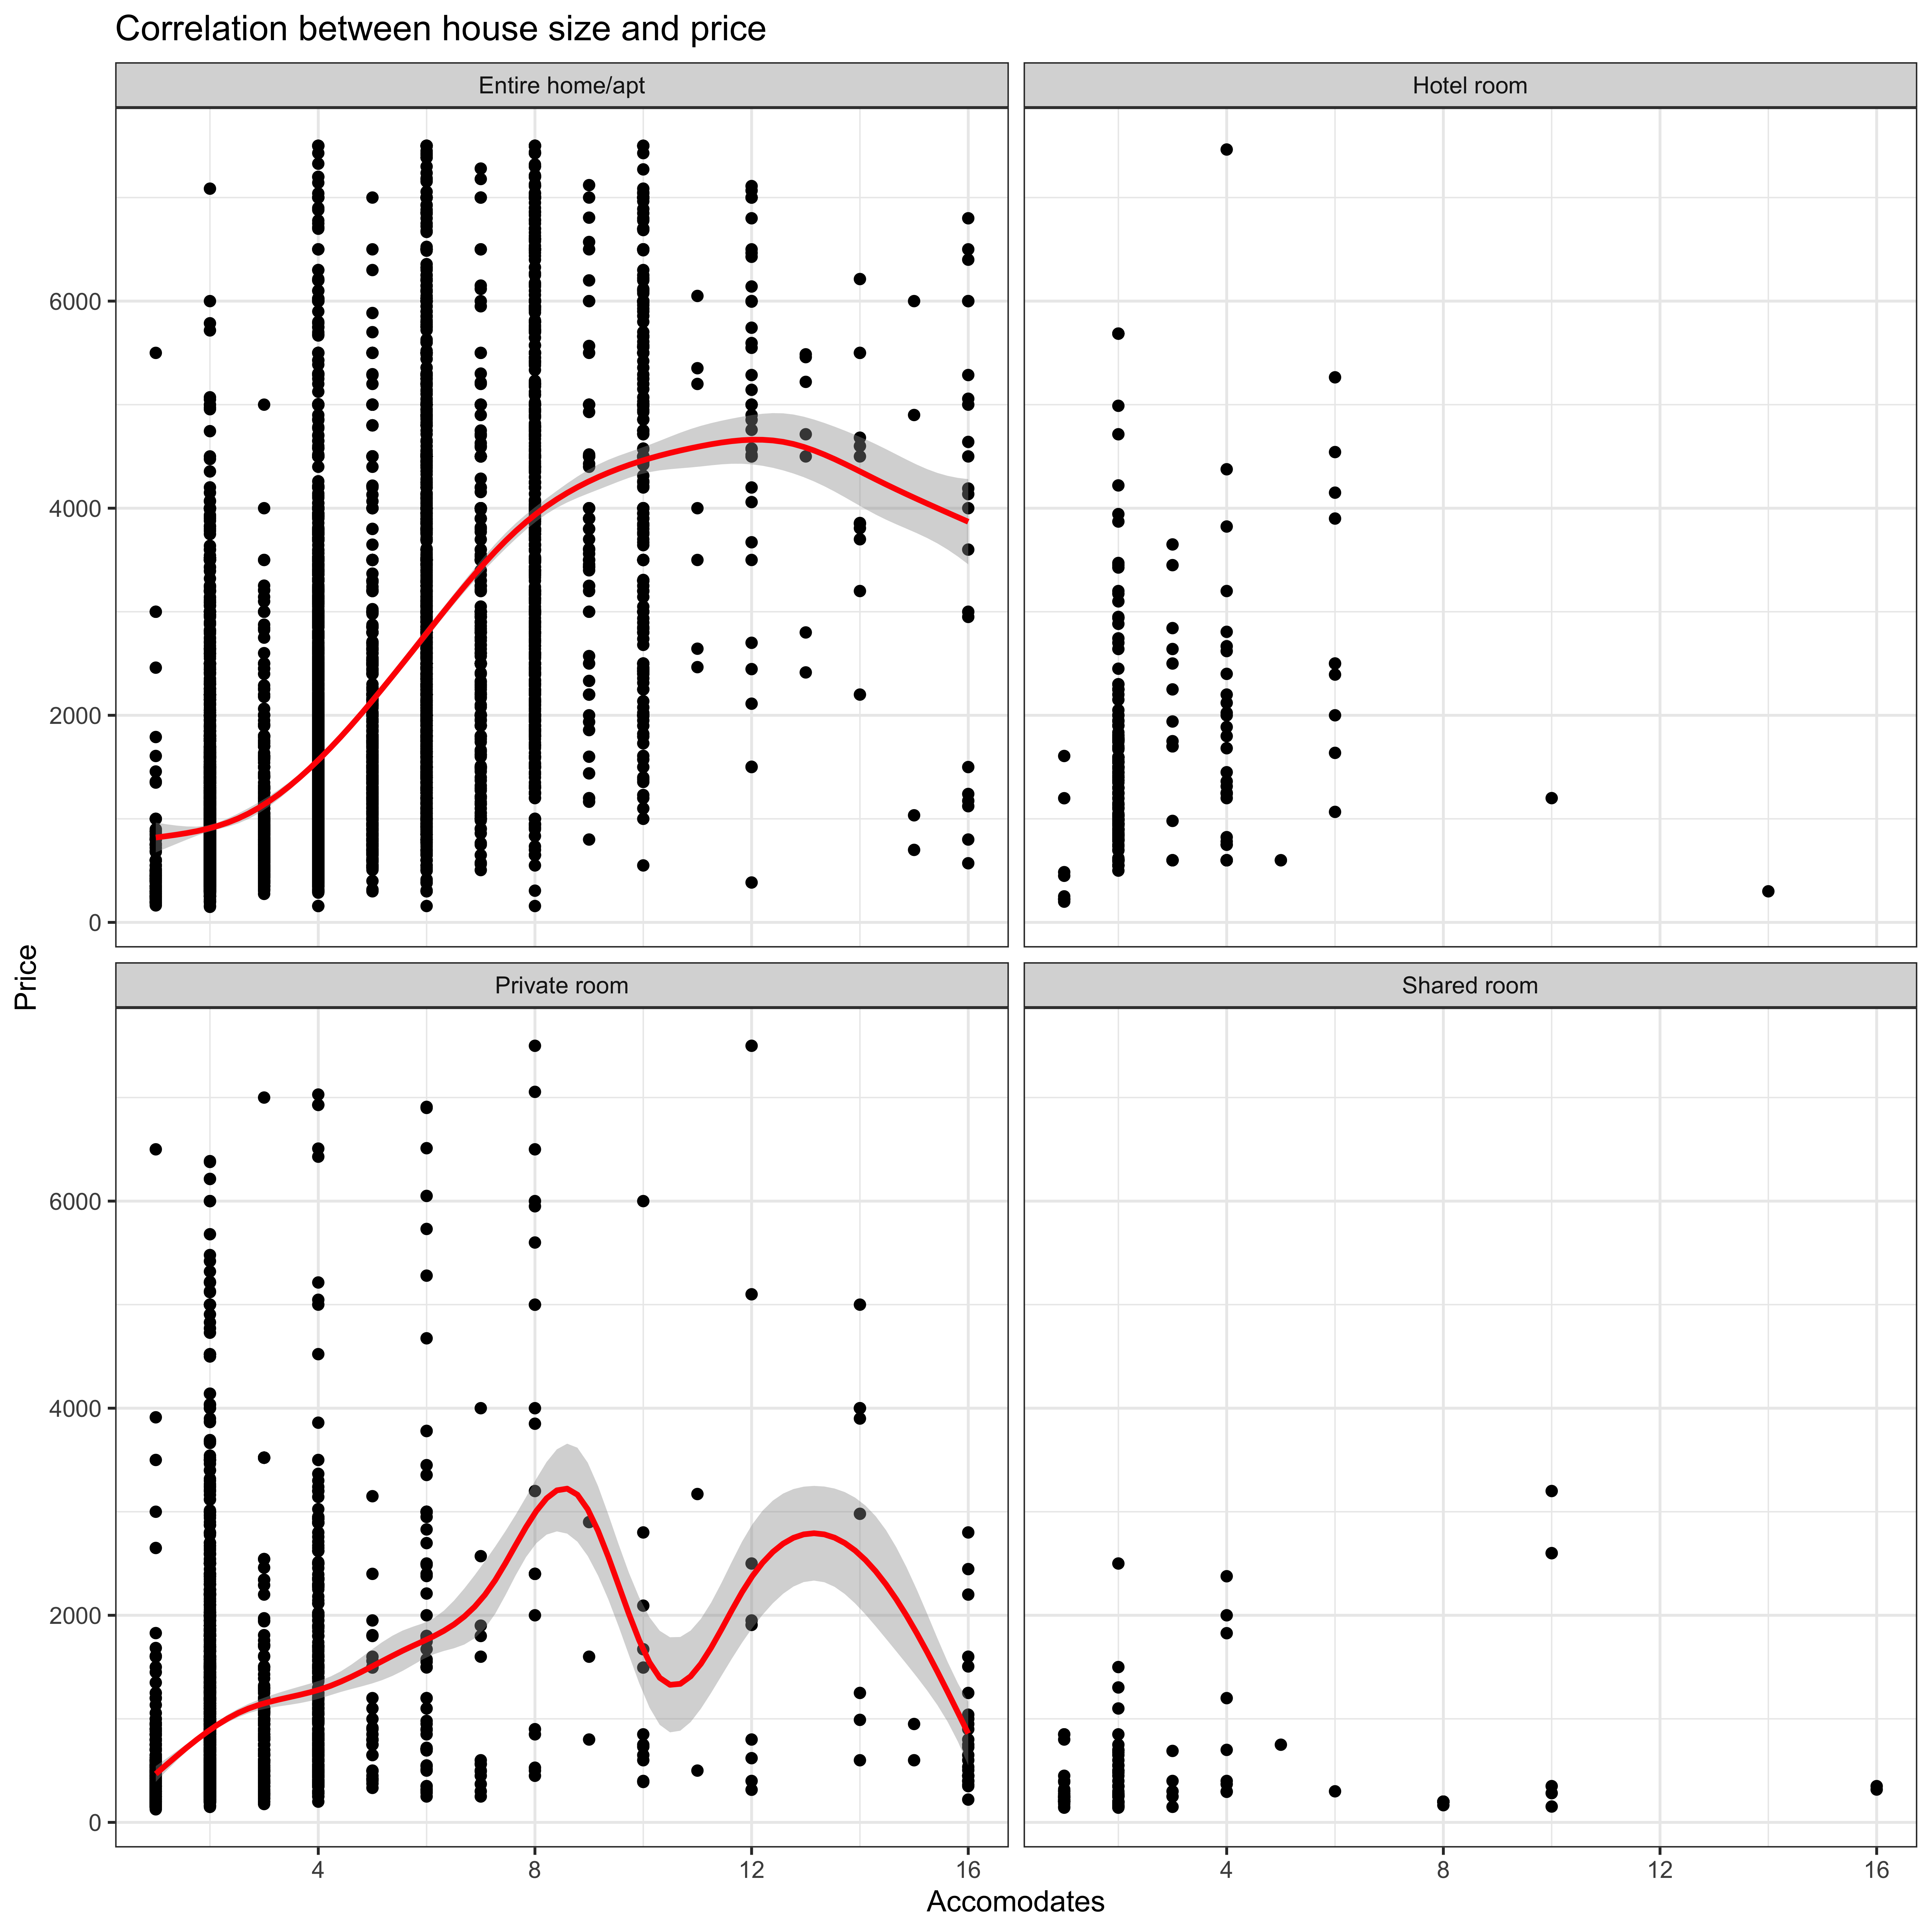 Correlation between house size and price
Entire home/apt
Hotel room
6000
4000
2000
0
Price
Private room
Shared room
6000
4000
2000
0
4 8 12 16
4 8 12 16
Accomodates